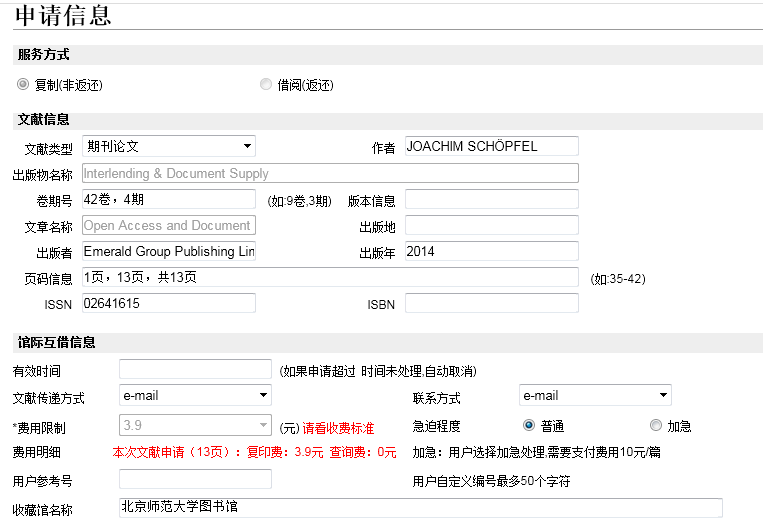 申请信息
服务方式
复制(非返还) 借阅(返还)
文献信息
文献类型 期刊论文 作者 JOACHIM SCHÖPFEL
出版物名称 Interlending & Document Supply
卷期号 42卷，4期 (如:9卷,3期) 版本信息
文章名称 Open Access and Document 出版地
出版者 Emerald Group Publishing Lin 出版年 2014
页码信息 1页，13页，共13页 (如:35-42)
ISSN 02641615 ISBN
馆际互借信息
有效时间 (如果申请超过 时间未处理,自动取消)
文献传递方式 e-mail 联系方式 e-mail
*费用限制 3.9 (元) 请看收费标准 急迫程度 普通 加急
费用明细 本次文献申请（13页）：复印费：3.9元 查询费：0元 加急：用户选择加急处理,需要支付费用10元/篇
用户参考号 用户自定义编号最多50个字符
收藏馆名称 北京师范大学图书馆